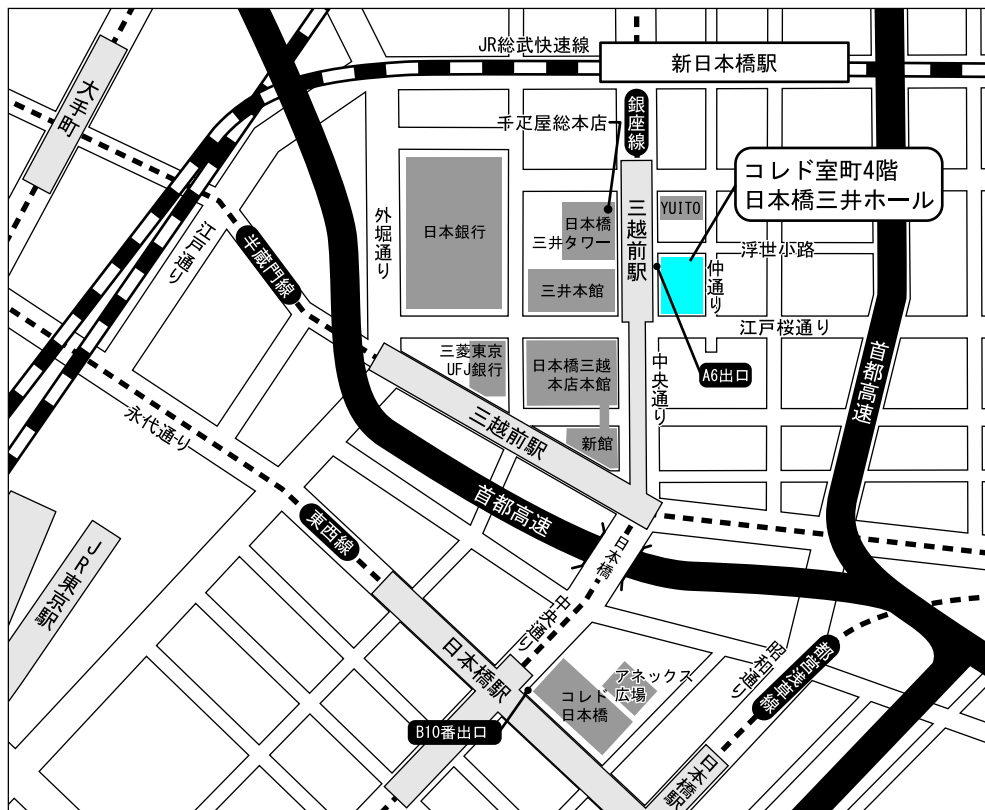 JR総武快速線
新日本橋駅
大手町
千疋屋総本店
銀座線
コレド室町4階
日本橋三井ホール
江戸通り
半蔵門線
外堀通り
日本銀行
日本橋
三井タワー
三越前駅
YUITO
浮世小路
仲通り
三井本館
江戸桜通り
三菱東京
UFJ銀行
日本橋三越
本店本館
中央通り
A6出口
首都高速
永代通り
三越前駅
新館
首都高速
東西線
日本橋
JR東京駅
中央通り
日本橋駅
昭和通り
都営浅草線
アネックス
広場
コレド
日本橋
B10番出口
日本橋駅